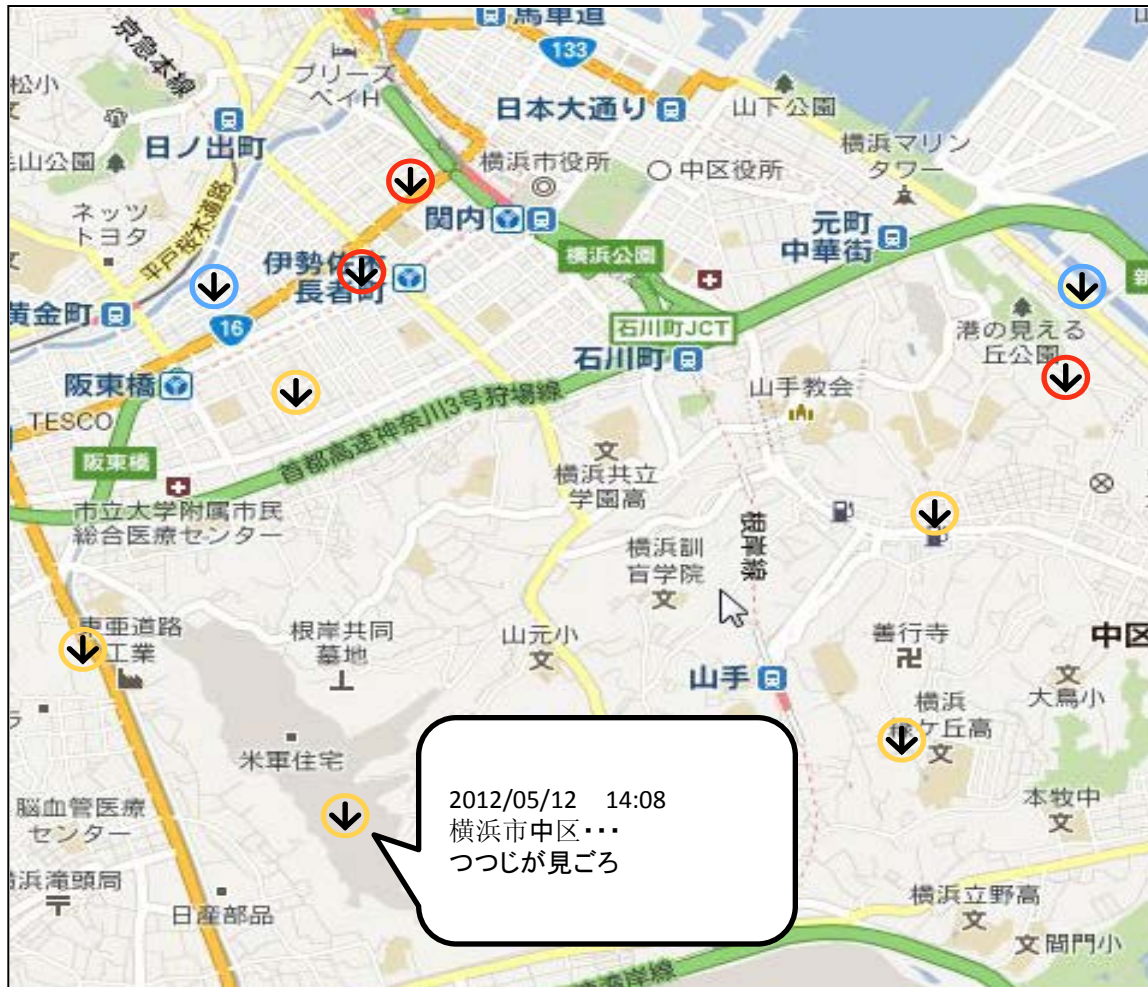 馬車道
133
京急本線
ブリーズ
ベイH
松小
日本大通り
山下公園
日ノ出町
横浜マリン
タワー
横浜市役所
中区役所
毛山公園
ネッツ
トヨタ
平戸桜木道路
関内
元町
中華街
横浜公園
伊勢佐木
長者町
新
黄金町
16
石川町JCT
港の見える
丘公園
石川町
阪東橋
山手教会
TESCO
首都高速神奈川3号狩場線
阪東橋
横浜共立
学園高
市立大学附属市民
総合医療センター
根岸線
横浜訓
盲学院
東亜道路
工業
根岸共同
墓地
山元小
善行寺
中区
山手
大鳥小
横浜
緑ケ丘高
米軍住宅
2012/05/12 14:08
横浜市中区・・・
つつじが見ごろ
脳血管医療
センター
本牧中
横浜滝頭局
日産部品
横浜立野高
間門小
湾岸線